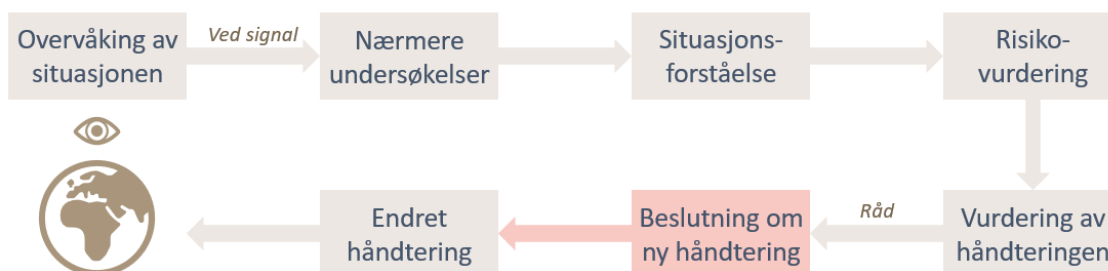 Overvåking av
situasjonen
Ved signal
Nærmere
undersøkelser
Situasjons-
forståelse
Risiko-
vurdering
Vurdering av
håndteringen
Råd
Beslutning om
ny håndtering
Endret
håndtering